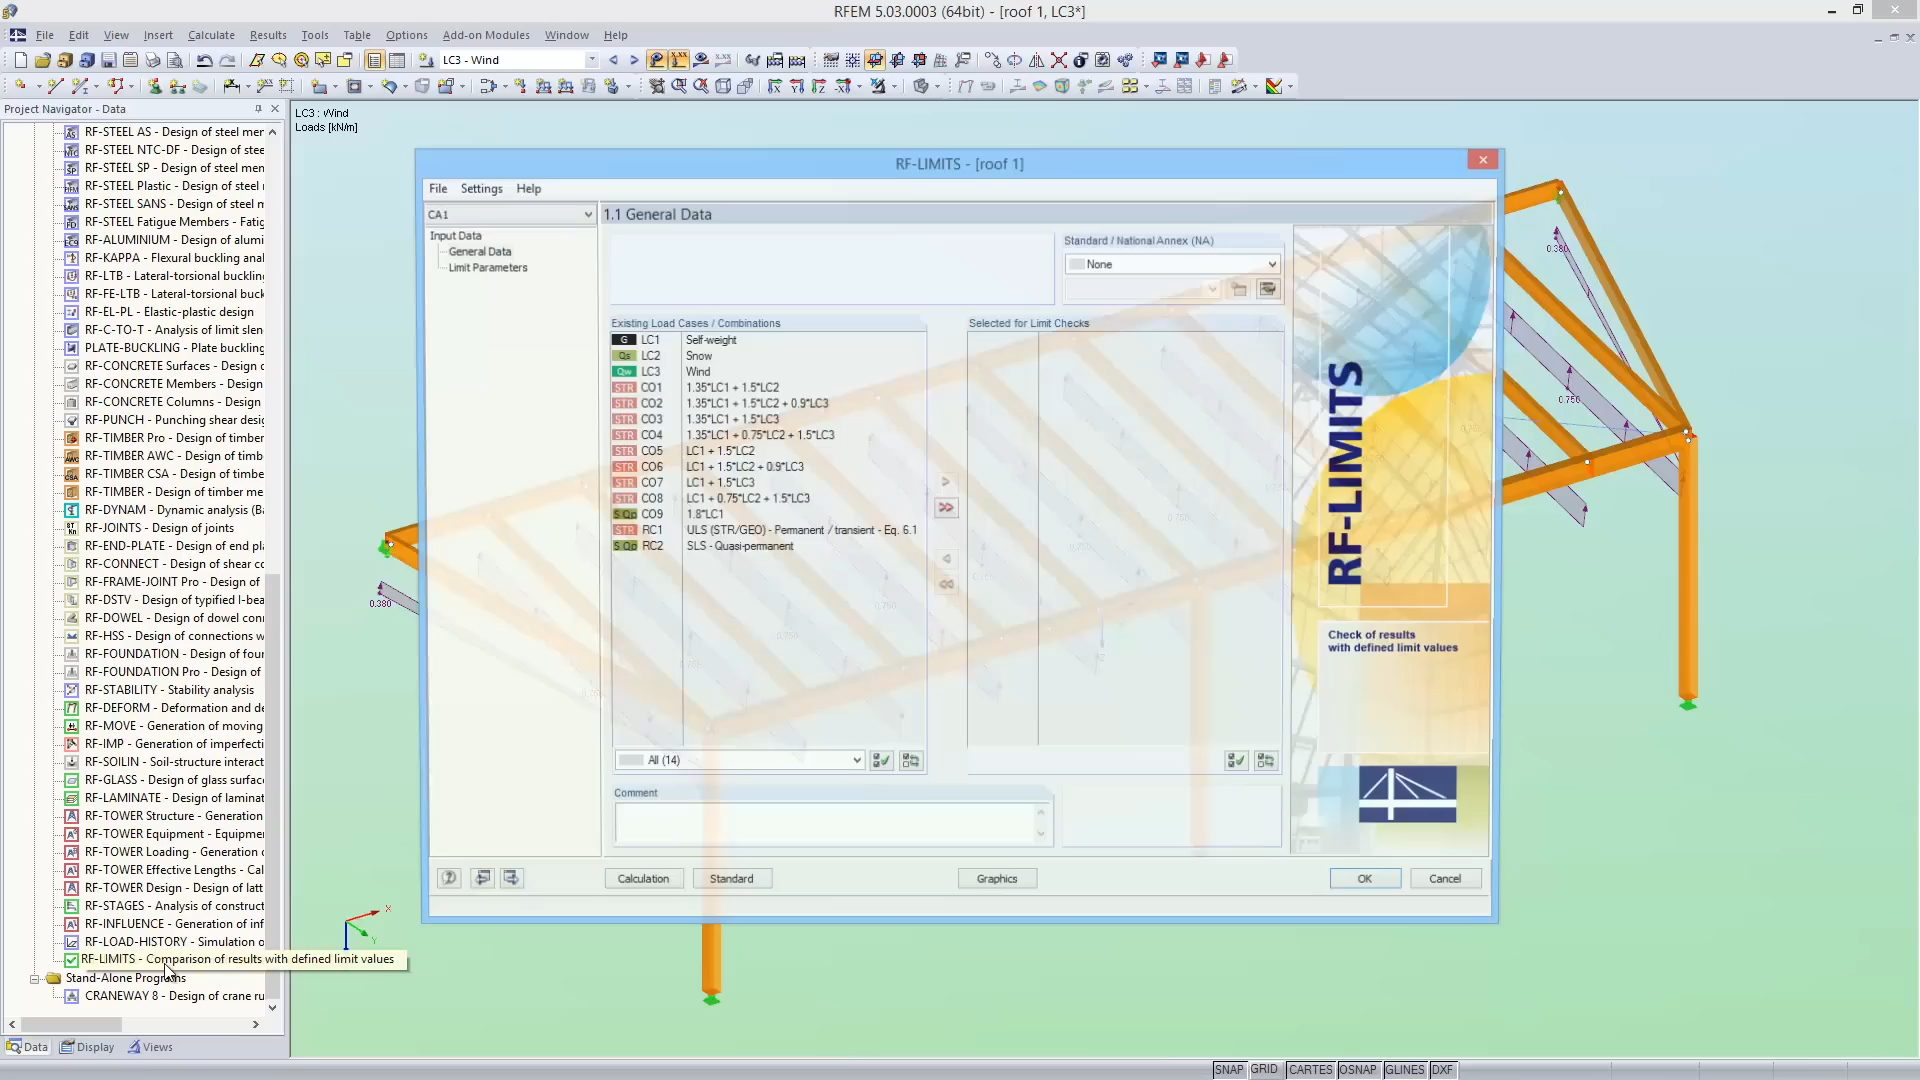 RFEM 5.03.0003 (64bit) - [roof 1, LC3*]
File Edit View Insert Calculate Results Tools Table Options Add-on Modules Window Help
LC3 - Wind
Project Navigator - Data
RF-STEEL AS - Design of steel mer
RF-STEEL NTC-DF - Design of stee
RF-STEEL SP - Design of steel men
RF-STEEL Plastic - Design of steel
RF-STEEL SANS - Design of steel m
RF-STEEL Fatigue Members - Fatig
RF-ALUMINIUM - Design of alumi
RF-KAPPA - Flexural buckling anal
RF-LTB - Lateral-torsional buckling
RF-FE-LTB - Lateral-torsional buck
RF-EL-PL - Elastic-plastic design
RF-C-TO-T - Analysis of limit slen
PLATE-BUCKLING - Plate buckling
RF-CONCRETE Surfaces - Design o
RF-CONCRETE Members - Design
RF-CONCRETE Columns - Design
RF-PUNCH - Punching shear desig
RF-TIMBER Pro - Design of timber
RF-TIMBER AWC - Design of timb
RF-TIMBER CSA - Design of timbe
RF-TIMBER - Design of timber me
RF-DYNAM - Dynamic analysis (Ba
RF-JOINTS - Design of joints
RF-END-PLATE - Design of end pl
RF-CONNECT - Design of shear cc
RF-FRAME-JOINT Pro - Design of
RF-DSTV - Design of typified I-bea
RF-DOWEL - Design of dowel conn
RF-HSS - Design of connections w
RF-FOUNDATION - Design of four
RF-FOUNDATION Pro - Design of
RF-STABILITY - Stability analysis
RF-DEFORM - Deformation and de
RF-MOVE - Generation of moving
RF-IMP - Generation of imperfecti
RF-SOILIN - Soil-structure interact
RF-GLASS - Design of glass surface
RF-LAMINATE - Design of laminat
RF-TOWER Structure - Generation
RF-TOWER Equipment - Equipme
RF-TOWER Loading - Generation c
RF-TOWER Effective Lengths - Cal
RF-TOWER Design - Design of latt
RF-STAGES - Analysis of construct
RF-INFLUENCE - Generation of inf
RF-LOAD-HISTORY - Simulation o
RF-LIMITS - Comparison of results with defined limit values
Stand-Alone Programs
CRANEWAY 8 - Design of crane ru
Data Display Views
LC3 : Wind
Loads [kN/m]
RF-LIMITS - [roof 1]
File Settings Help
CA1
Input Data
General Data
Limit Parameters
1.1 General Data
Standard / National Annex (NA)
None
Existing Load Cases / Combinations
G LC1 Self-weight
Qs LC2 Snow
Qw LC3 Wind
STR CO1 1.35*LC1 + 1.5*LC2
STR CO2 1.35*LC1 + 1.5*LC2 + 0.9*LC3
STR CO3 1.35*LC1 + 1.5*LC3
STR CO4 1.35*LC1 + 0.75*LC2 + 1.5*LC3
STR CO5 LC1 + 1.5*LC2
STR CO6 LC1 + 1.5*LC2 + 0.9*LC3
STR CO7 LC1 + 1.5*LC3
STR CO8 LC1 + 0.75*LC2 + 1.5*LC3
S Qp CO9 1.8*LC1
STR RC1 ULS (STR/GEO) - Permanent / transient - Eq. 6.1
S Qp RC2 SLS - Quasi-permanent
All (14)
Selected for Limit Checks
Comment
Calculation Standard Graphics OK Cancel
RF-LIMITS
Check of results
with defined limit values
0.380
0.750
0.380
X
Y
SNAP GRID CARTES OSNAP GLINES DXF